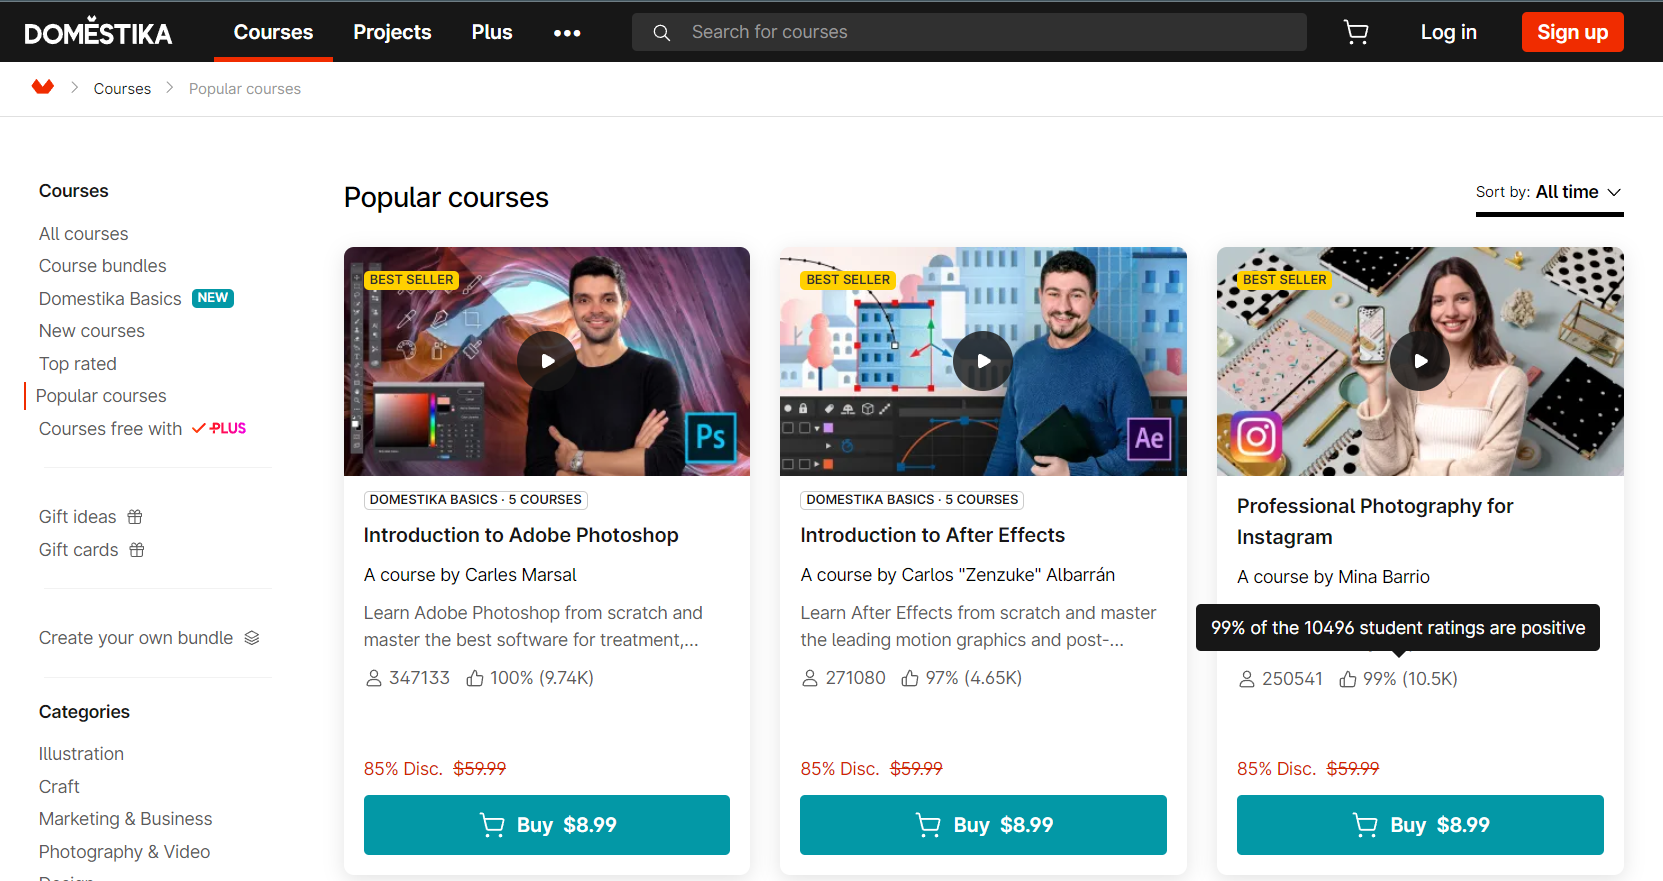 DOMESTIKA
Courses
Projects
Plus
Search for courses
Log in
Sign up
Courses
Popular courses
Courses
All courses
Course bundles
Domestika Basics NEW
New courses
Top rated
Popular courses
Courses free with PLUS
Gift ideas
Gift cards
Create your own bundle
Categories
Illustration
Craft
Marketing & Business
Photography & Video
Design
Popular courses
Sort by: All time
BEST SELLER
Ps
DOMESTIKA BASICS · 5 COURSES
Introduction to Adobe Photoshop
A course by Carles Marsal
Learn Adobe Photoshop from scratch and
master the best software for treatment,...
347133 100% (9.74K)
85% Disc. $59.99
Buy $8.99
BEST SELLER
Ae
DOMESTIKA BASICS · 5 COURSES
Introduction to After Effects
A course by Carlos "Zenzuke" Albarrán
Learn After Effects from scratch and master
the leading motion graphics and post-...
271080 97% (4.65K)
85% Disc. $59.99
Buy $8.99
BEST SELLER
Professional Photography for
Instagram
A course by Mina Barrio
99% of the 10496 student ratings are positive
250541 99% (10.5K)
85% Disc. $59.99
Buy $8.99